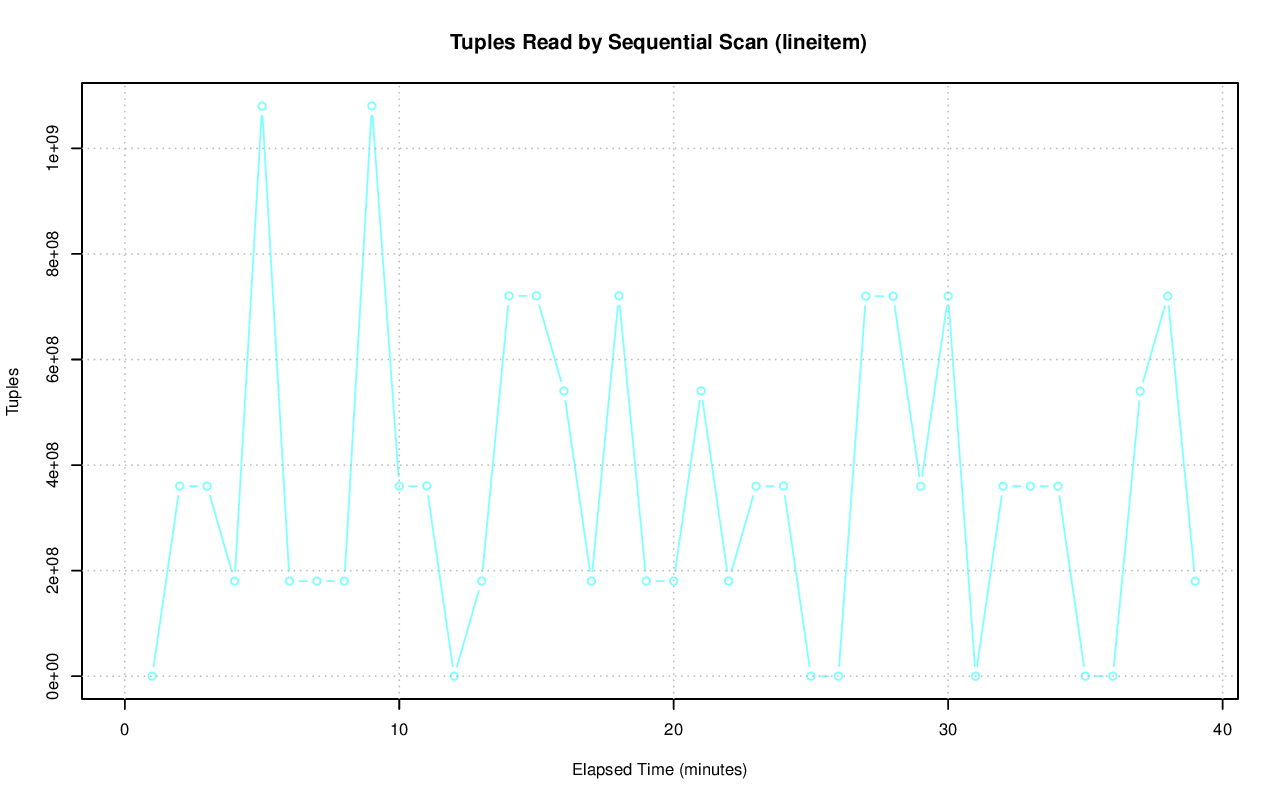 Tuples Read by Sequential Scan (lineitem)
Tuples
1e+09
8e+08
6e+08
4e+08
2e+08
0e+00
0 10 20 30 40
Elapsed Time (minutes)